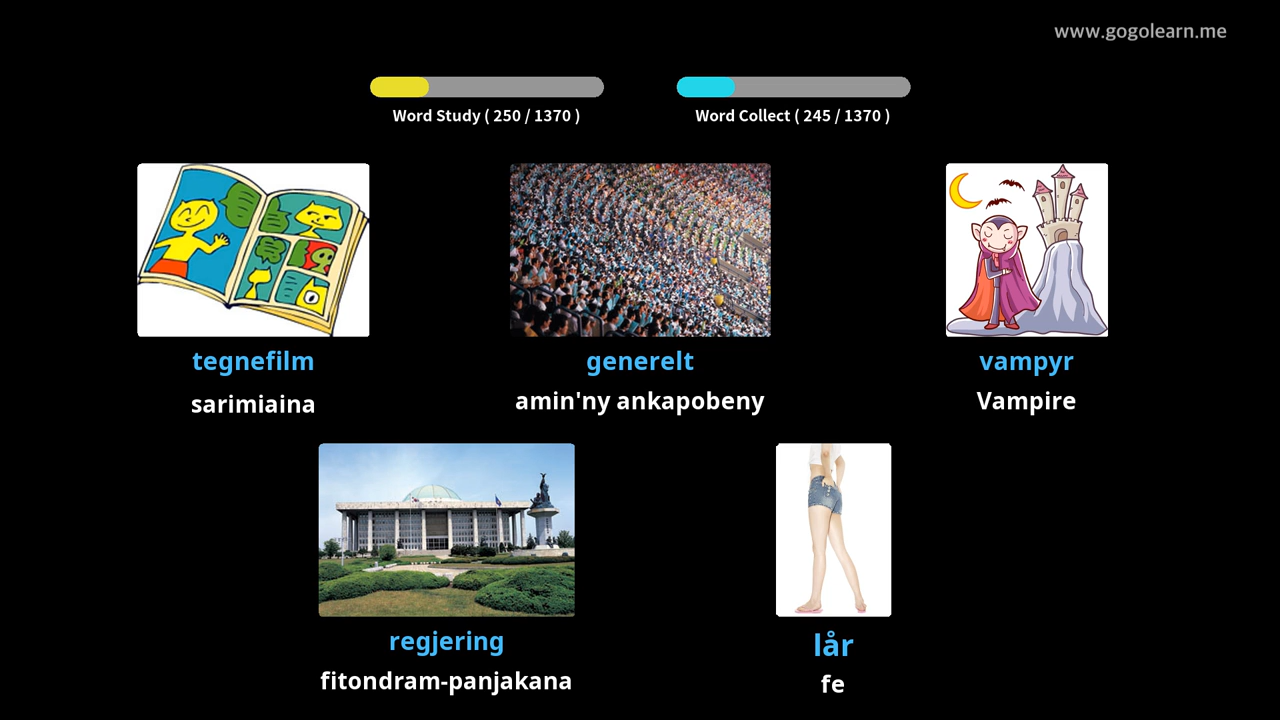 www.gogolearn.me
Word Study ( 250 / 1370 )
Word Collect ( 245 / 1370 )
tegnefilm
sarimiaina
generelt
amin'ny ankapobeny
vampyr
Vampire
regjering
fitondram-panjakana
lår
fe